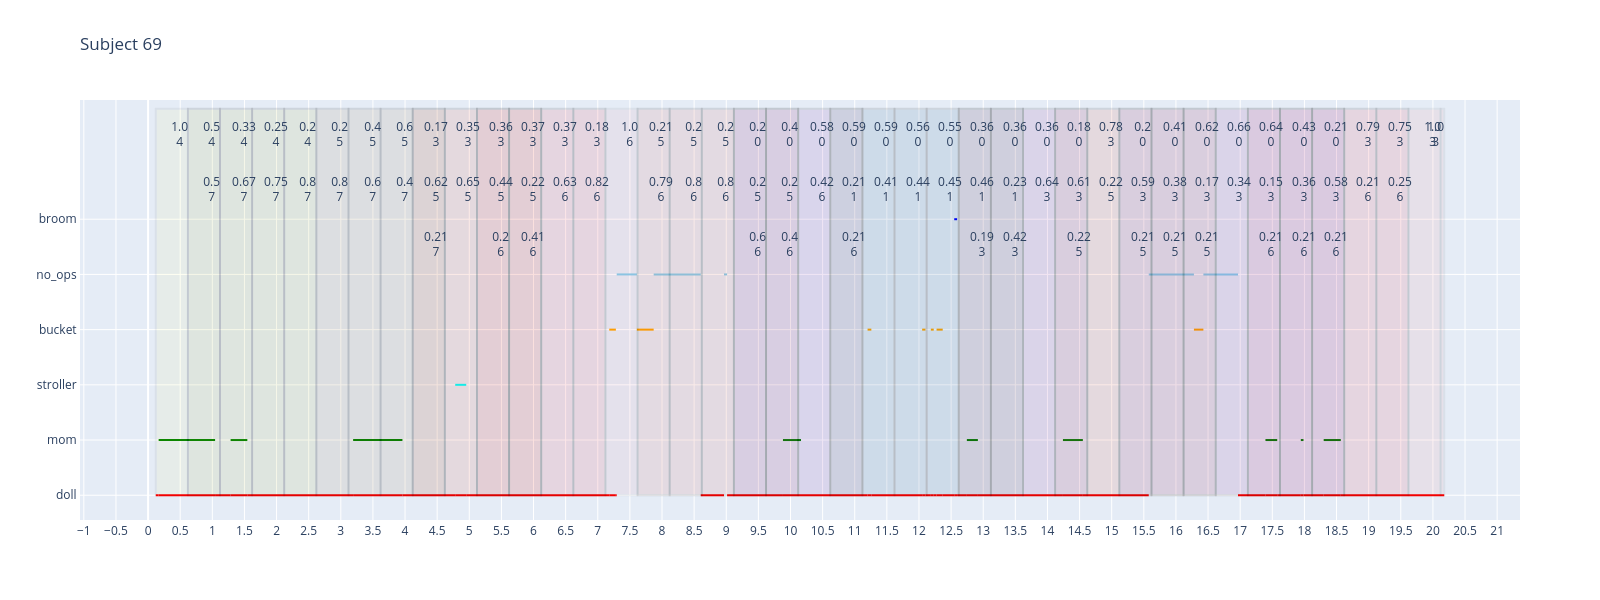 Subject 69
1.0 0.5 0.33 0.25 0.2 0.2 0.4 0.6 0.17 0.35 0.36 0.37 0.37 0.18 1.0 0.21 0.2 0.2 0.2 0.4 0.58 0.59 0.59 0.56 0.55 0.36 0.36 0.36 0.18 0.78 0.2 0.41 0.62 0.66 0.64 0.43 0.21 0.79 0.75
4 4 4 4 4 5 5 5 3 3 3 3 3 3 6 5 5 5 0 0 0 0 0 0 0 0 0 0 0 3 0 0 0 0 0 0 0 3 3
0.5 0.67 0.75 0.8 0.8 0.6 0.4 0.62 0.65 0.44 0.22 0.63 0.82 0.79 0.8 0.8 0.2 0.2 0.42 0.21 0.41 0.44 0.45 0.46 0.23 0.64 0.61 0.22 0.59 0.38 0.17 0.34 0.15 0.36 0.58 0.21 0.25
7 7 7 7 7 7 7 5 5 5 5 6 6 6 6 6 5 5 6 1 1 1 1 1 1 3 3 5 3 3 3 3 3 3 3 6 6
broom
0.21 0.2 0.41 0.6 0.4 0.21 0.19 0.42 0.22 0.21 0.21 0.21 0.21 0.21 0.21
7 6 6 6 6 6 3 3 5 5 5 5 6 6 6
no_ops
bucket
stroller
mom
doll
−1 −0.5 0 0.5 1 1.5 2 2.5 3 3.5 4 4.5 5 5.5 6 6.5 7 7.5 8 8.5 9 9.5 10 10.5 11 11.5 12 12.5 13 13.5 14 14.5 15 15.5 16 16.5 17 17.5 18 18.5 19 19.5 20 20.5 21